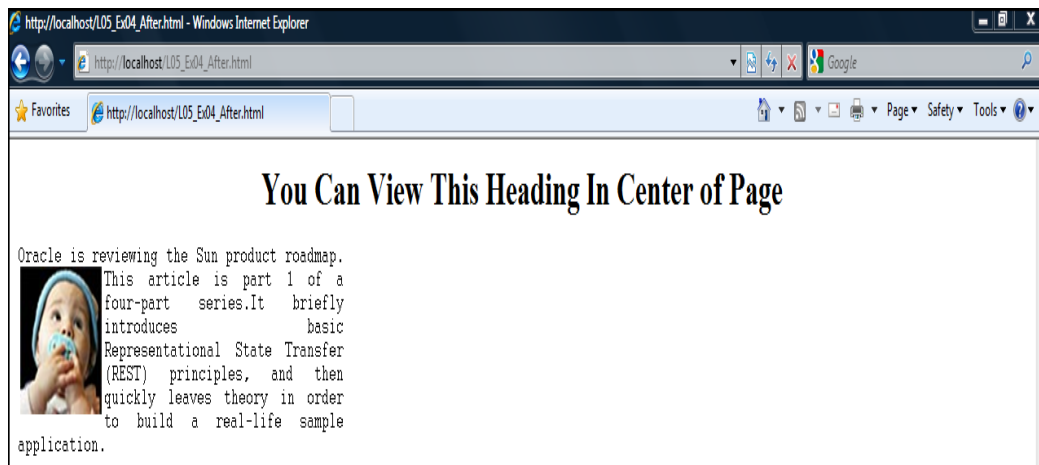 http://localhost/L05_Ex04_After.html - Windows Internet Explorer
http://localhost/L05_Ex04_After.html
Google
Favorites
http://localhost/L05_Ex04_After.html
Page
Safety
Tools
You Can View This Heading In Center of Page
Oracle is reviewing the Sun product roadmap.
This article is part 1 of a
four-part series.It briefly
introduces basic
Representational State Transfer
(REST) principles, and then
quickly leaves theory in order
to build a real-life sample
application.